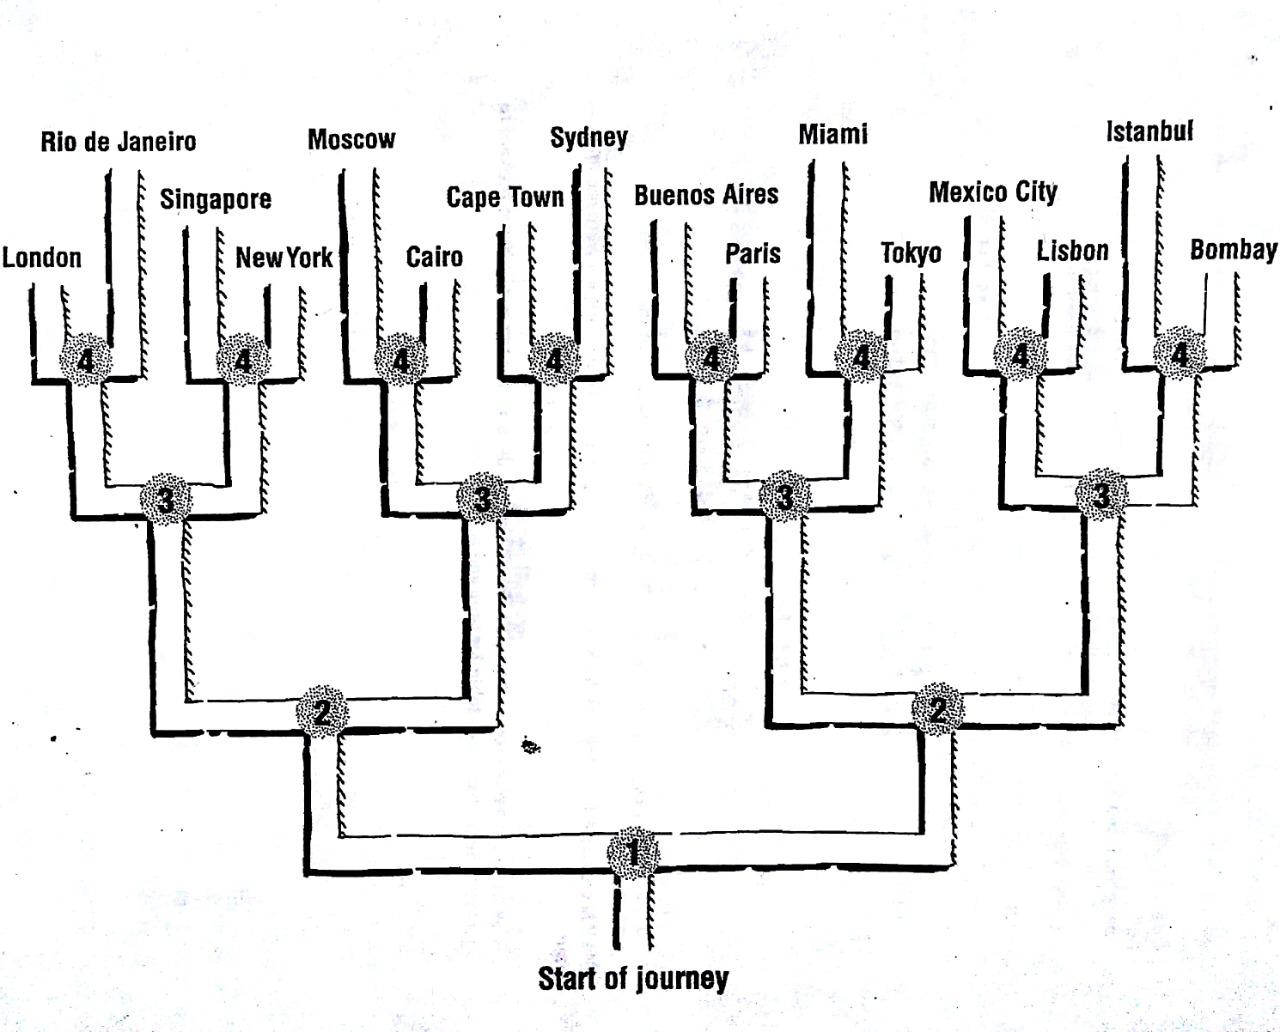 Rio de Janeiro
Moscow
Sydney
Miami
Istanbul
Singapore
Cape Town
Buenos Aires
Mexico City
London
New York
Cairo
Paris
Tokyo
Lisbon
Bombay
4 4 4 4 4 4 4 4
3 3 3 3
2 2
1
Start of journey